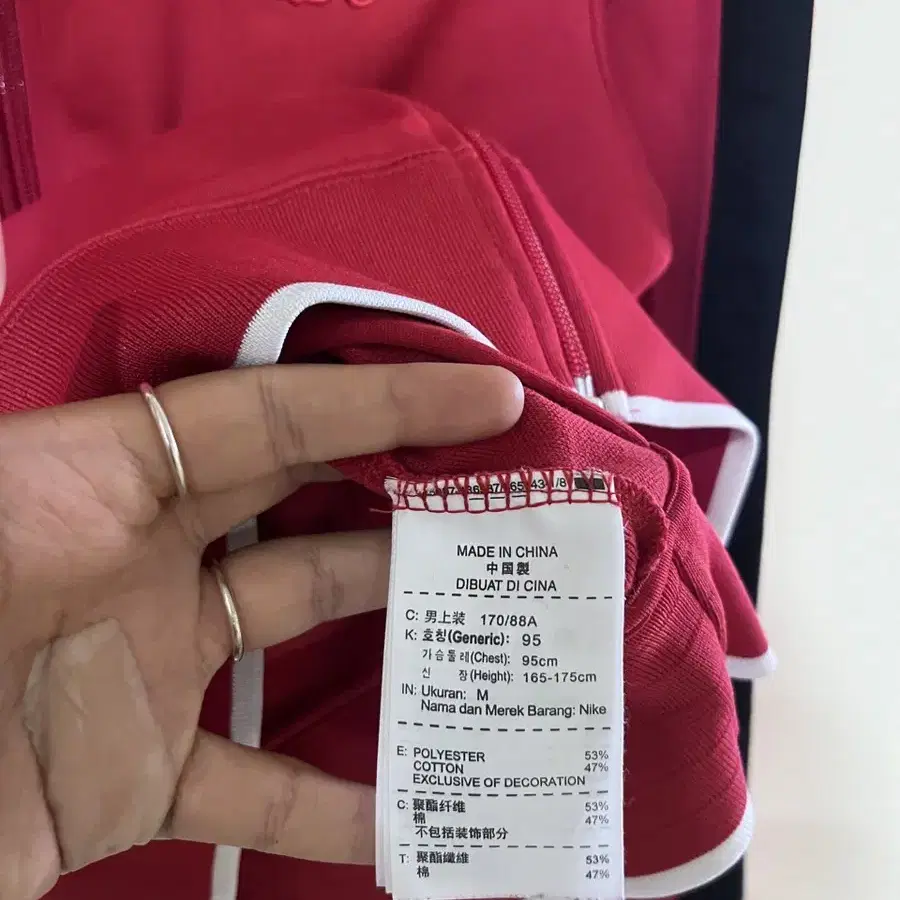 MADE IN CHINA
中国製
DIBUAT DI CINA
C: 男上装 170/88A
K: 호칭(Generic): 95
가슴둘레(Chest): 95cm
신 장(Height): 165-175cm
IN: Ukuran: M
Nama dan Merek Barang: Nike
E: POLYESTER 53%
COTTON 47%
EXCLUSIVE OF DECORATION
C: 聚酯纤维 53%
棉 47%
不包括装饰部分
T: 聚酯纖維 53%
棉 47%